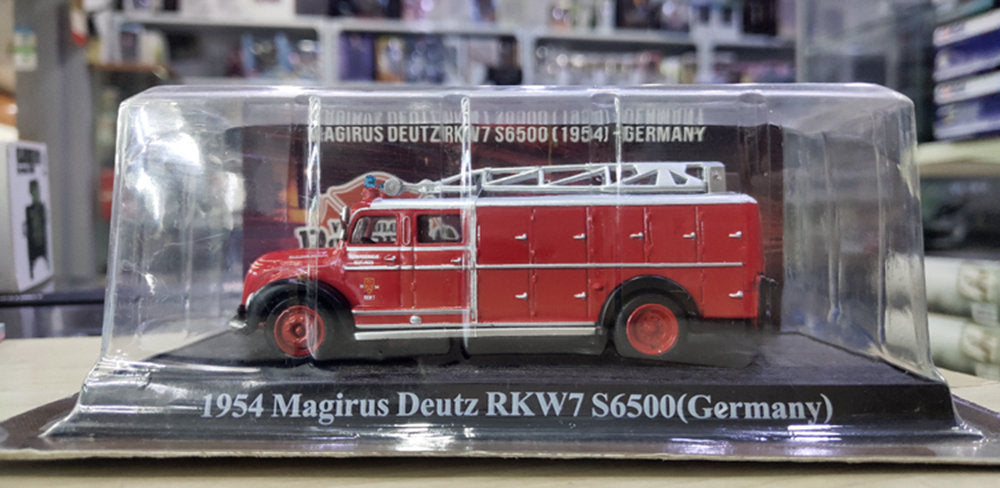 MAGIRUS DEUTZ RKW7 S6500 (1954) - GERMANY
1954 Magirus Deutz RKW7 S6500(Germany)